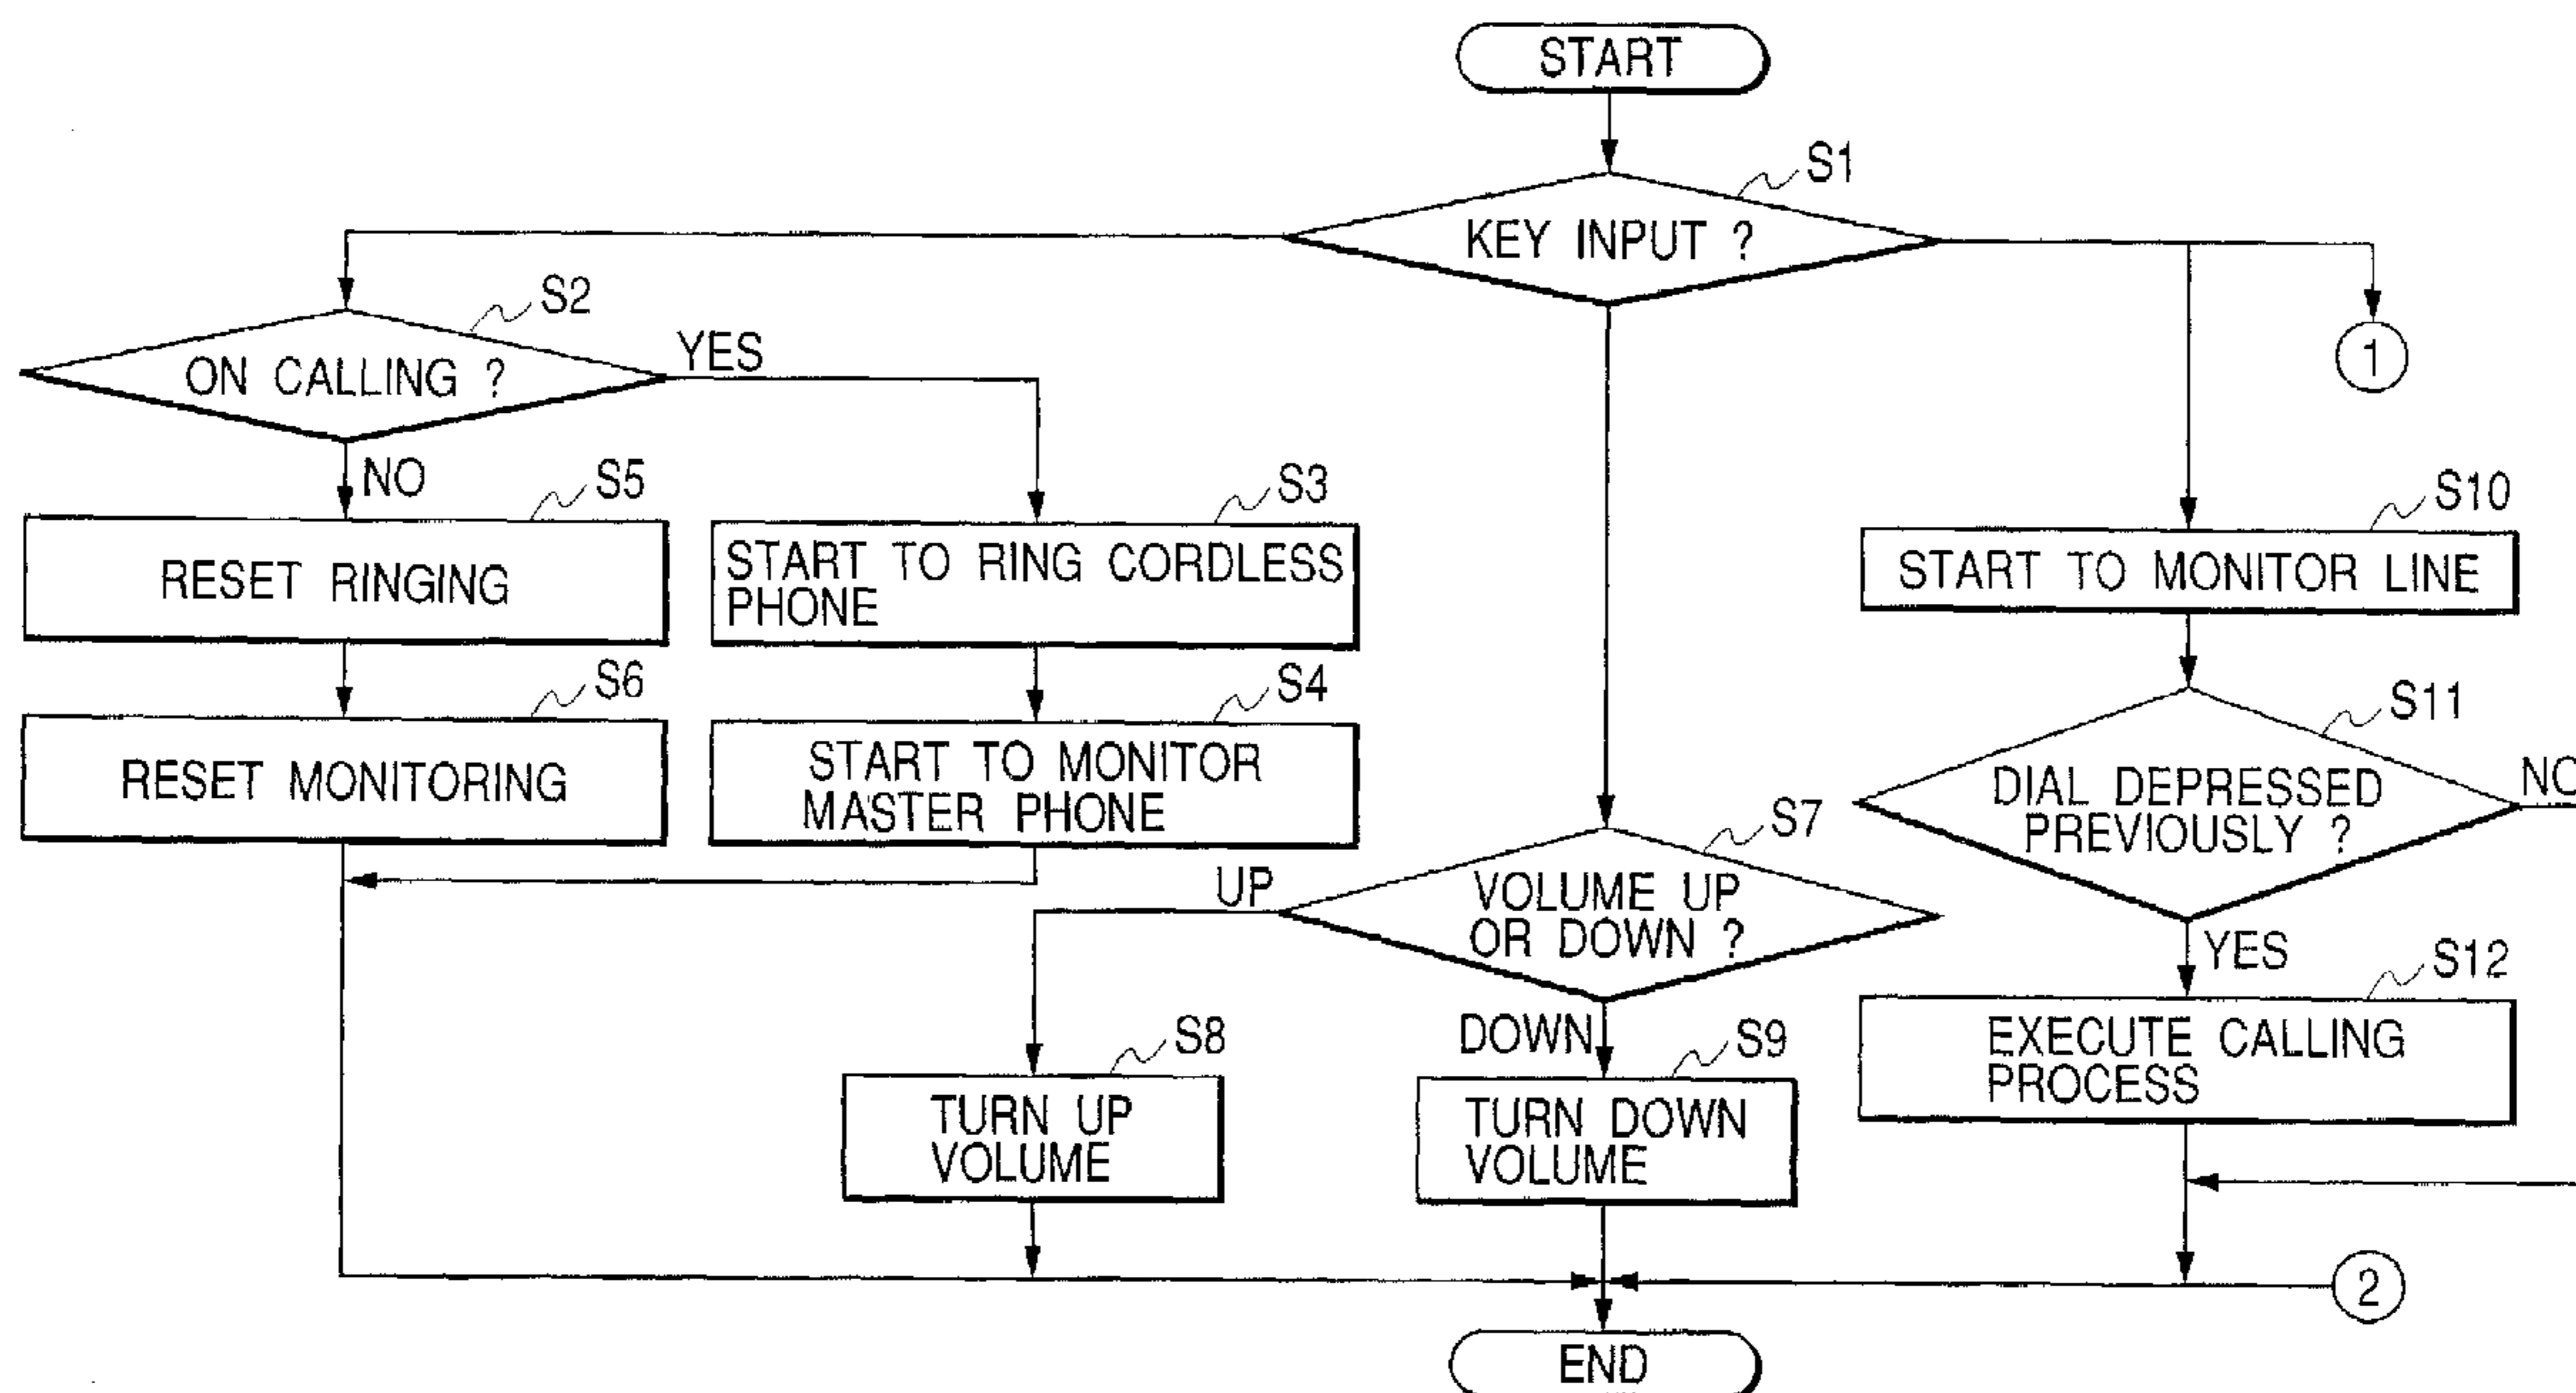 START
S1
KEY INPUT ?
S2
ON CALLING ?
YES
1
NO
S5
S3
S10
RESET RINGING
START TO RING CORDLESS
PHONE
START TO MONITOR LINE
S6
S4
S11
RESET MONITORING
START TO MONITOR
MASTER PHONE
DIAL DEPRESSED
PREVIOUSLY ?
NO
S7
UP
VOLUME UP
OR DOWN ?
YES
S12
DOWN
S8
S9
EXECUTE CALLING
PROCESS
TURN UP
VOLUME
TURN DOWN
VOLUME
2
END